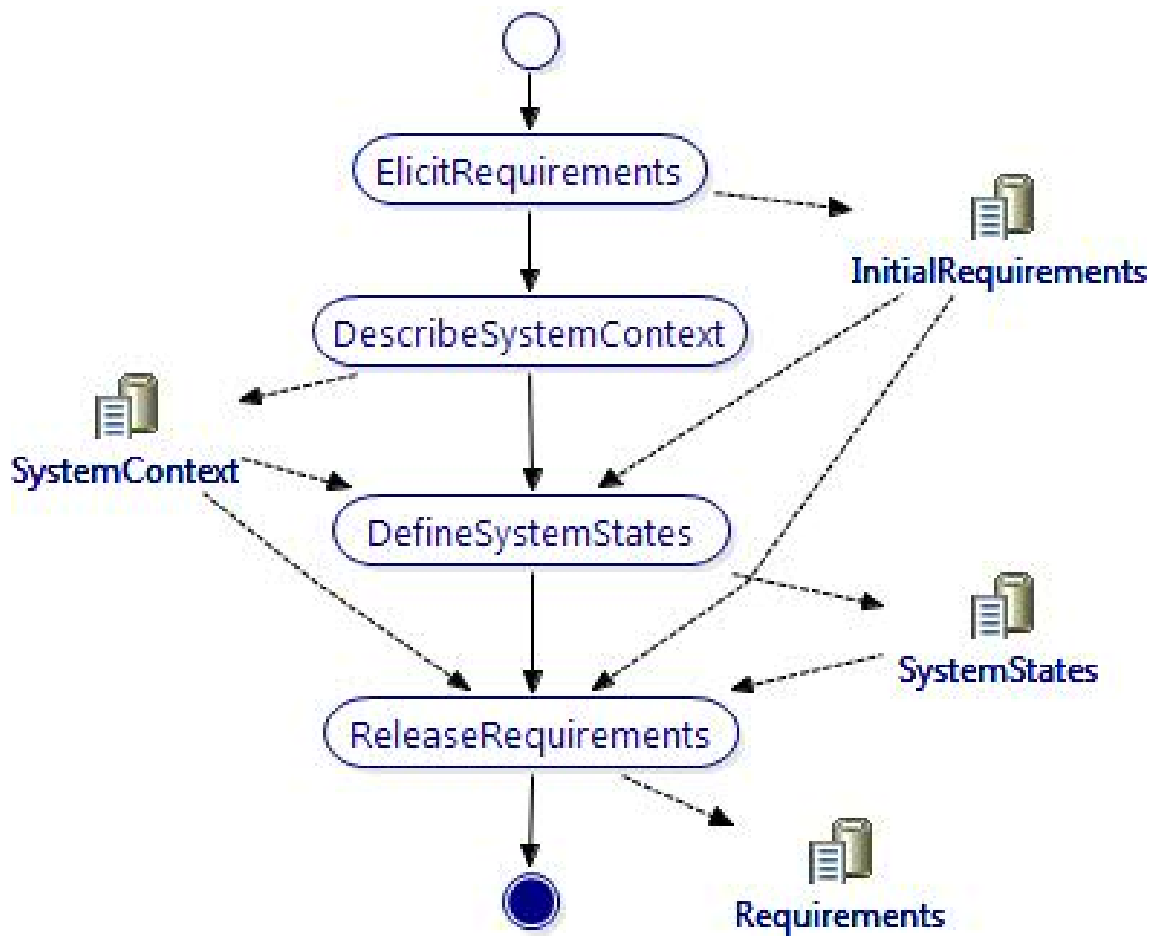 ElicitRequirements
InitialRequirements
DescribeSystemContext
SystemContext
DefineSystemStates
SystemStates
ReleaseRequirements
Requirements